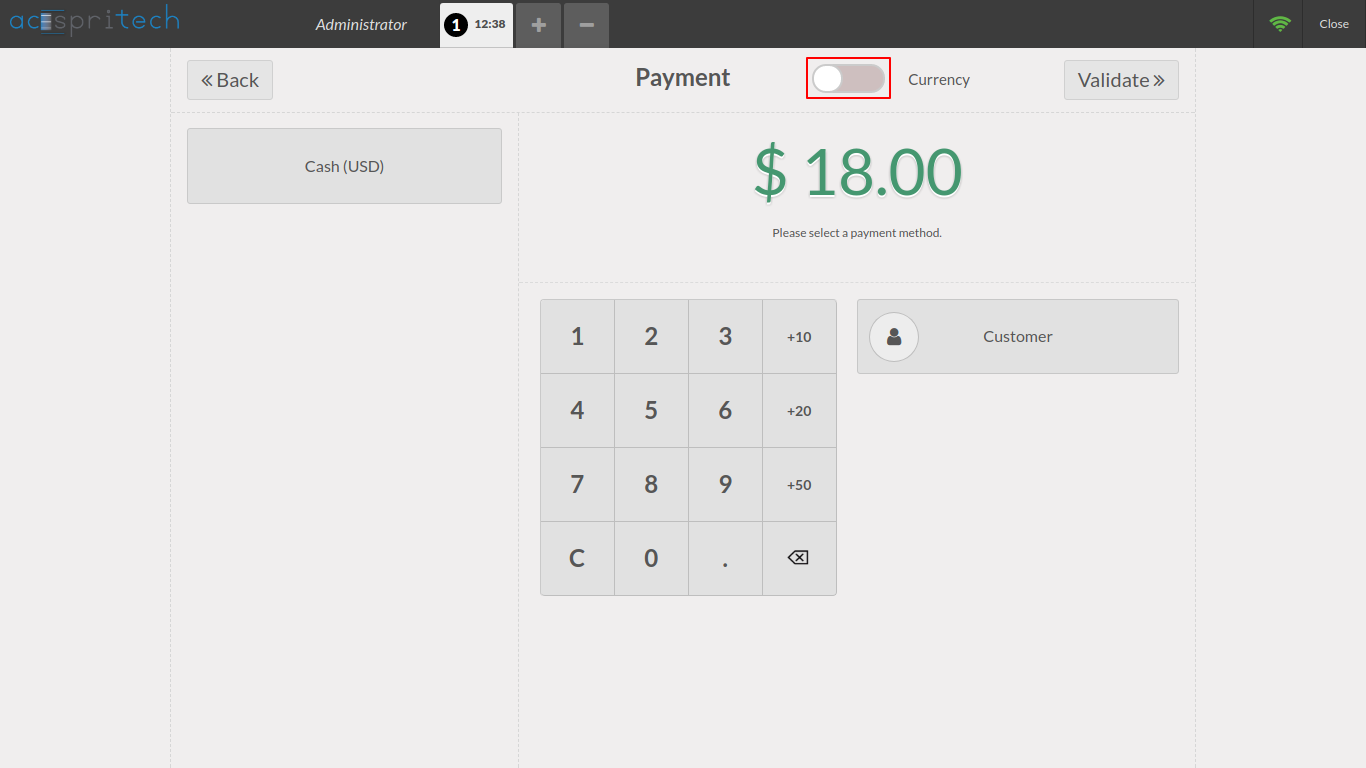 acespritech
Administrator
1 12:38
Close
Back
Payment
Currency
Validate
Cash (USD)
$ 18.00
Please select a payment method.
1 2 3 +10
Customer
4 5 6 +20
7 8 9 +50
C 0 .